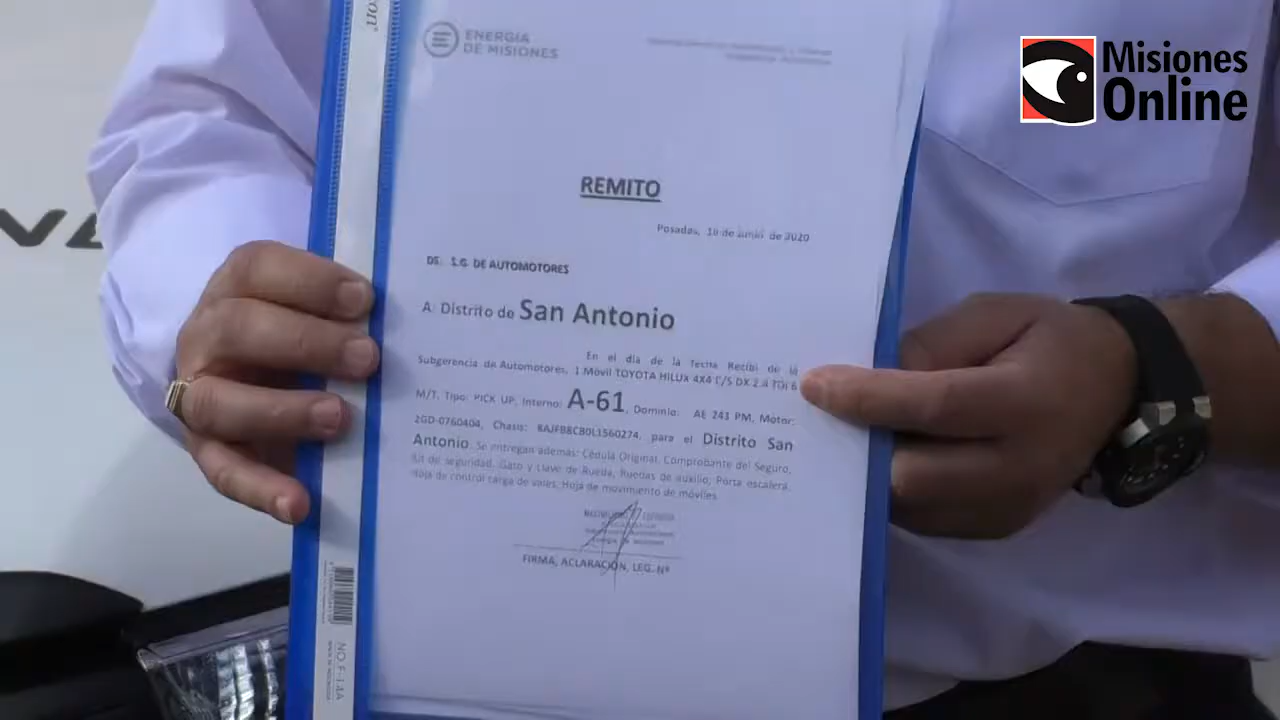 Misiones
Online
ENERGÍA
DE MISIONES
REMITO
Posadas, 18 de junio de 2020
DE: S.G. DE AUTOMOTORES
A: Distrito de San Antonio
En el día de la fecha Recibí de la
Subgerencia de Automotores, 1 Móvil TOYOTA HILUX 4X4 C/S DX 2.4 TDI 6
M/T. Tipo: PICK UP, Interno: A-61, Dominio: AE 243 PM, Motor:
2GD-0760404, Chasis: 8AJFB8CB0L1560274, para el Distrito San
Antonio. Se entregan además: Cédula Original, Comprobante del Seguro,
Kit de seguridad, Gato y Llave de Rueda, Ruedas de auxilio, Porta escalera,
Hoja de control carga de vales, Hoja de movimiento de móviles.
FIRMA, ACLARACIÓN, LEG. Nº